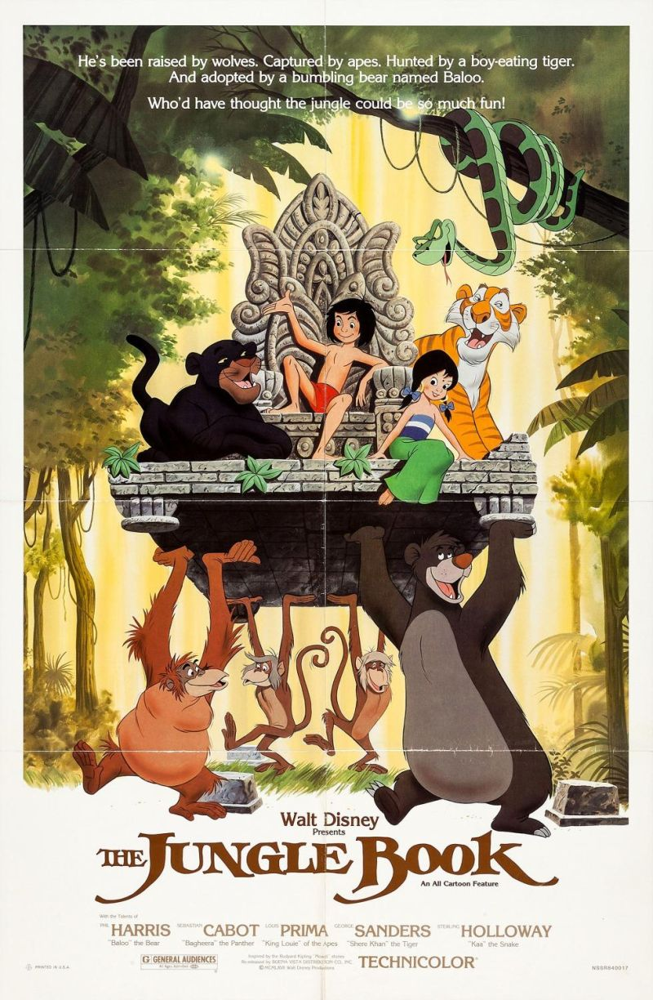 He's been raised by wolves. Captured by apes. Hunted by a boy-eating tiger.
And adopted by a bumbling bear named Baloo.
Who'd have thought the jungle could be so much fun!
Walt Disney
Presents
THE JUNGLE BOOK
An All Cartoon Feature
With the Talents of
PHIL HARRIS SEBASTIAN CABOT LOUIS PRIMA GEORGE SANDERS STERLING HOLLOWAY
"Baloo" the Bear "Bagheera" the Panther "King Louie" of the Apes "Shere Khan" the Tiger "Kaa" the Snake
G GENERAL AUDIENCES
All Ages Admitted
Inspired by the Rudyard Kipling "Mowgli" stories
Re-released by BUENA VISTA DISTRIBUTION CO., INC.
©MCMLXVII Walt Disney Productions
TECHNICOLOR®
PRINTED IN U.S.A.
NSSR840017